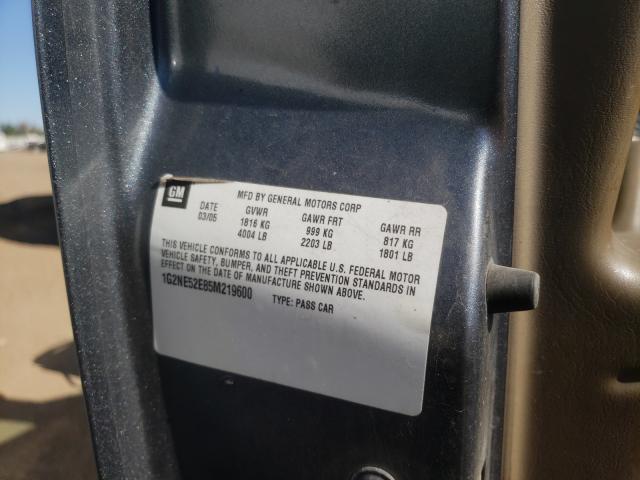 GM MFD BY GENERAL MOTORS CORP
DATE GVWR GAWR FRT GAWR RR
03/05 1816 KG 999 KG 817 KG
4004 LB 2203 LB 1801 LB
THIS VEHICLE CONFORMS TO ALL APPLICABLE U.S. FEDERAL MOTOR
VEHICLE SAFETY, BUMPER, AND THEFT PREVENTION STANDARDS IN
EFFECT ON THE DATE OF MANUFACTURE SHOWN ABOVE.
1G2NE52E85M219600 TYPE: PASS CAR